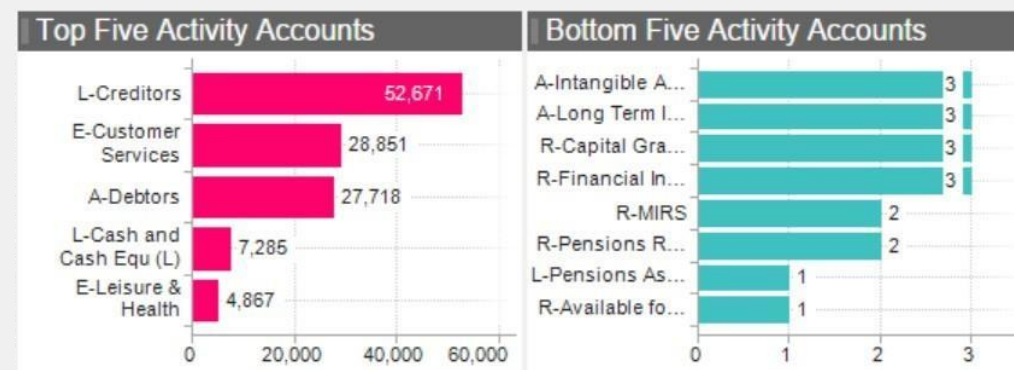 Top Five Activity Accounts
L-Creditors
52,671
E-Customer
Services
28,851
A-Debtors
27,718
L-Cash and
Cash Equ (L)
7,285
E-Leisure &
Health
4,867
0 20,000 40,000 60,000
Bottom Five Activity Accounts
A-Intangible A...
3
A-Long Term I...
3
R-Capital Gra...
3
R-Financial In...
3
R-MIRS
2
R-Pensions R...
2
L-Pensions As...
1
R-Available fo...
1
0 1 2 3